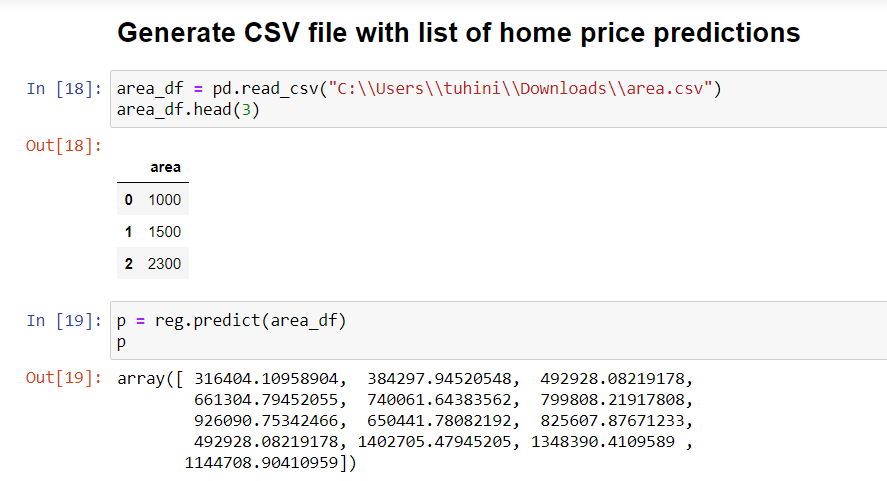 Generate CSV file with list of home price predictions
In [18]: area_df = pd.read_csv("C:\\Users\\tuhini\\Downloads\\area.csv")
area_df.head(3)
Out[18]:
area
0 1000
1 1500
2 2300
In [19]: p = reg.predict(area_df)
p
Out[19]: array([ 316404.10958904, 384297.94520548, 492928.08219178,
661304.79452055, 740061.64383562, 799808.21917808,
926090.75342466, 650441.78082192, 825607.87671233,
492928.08219178, 1402705.47945205, 1348390.4109589 ,
1144708.90410959])